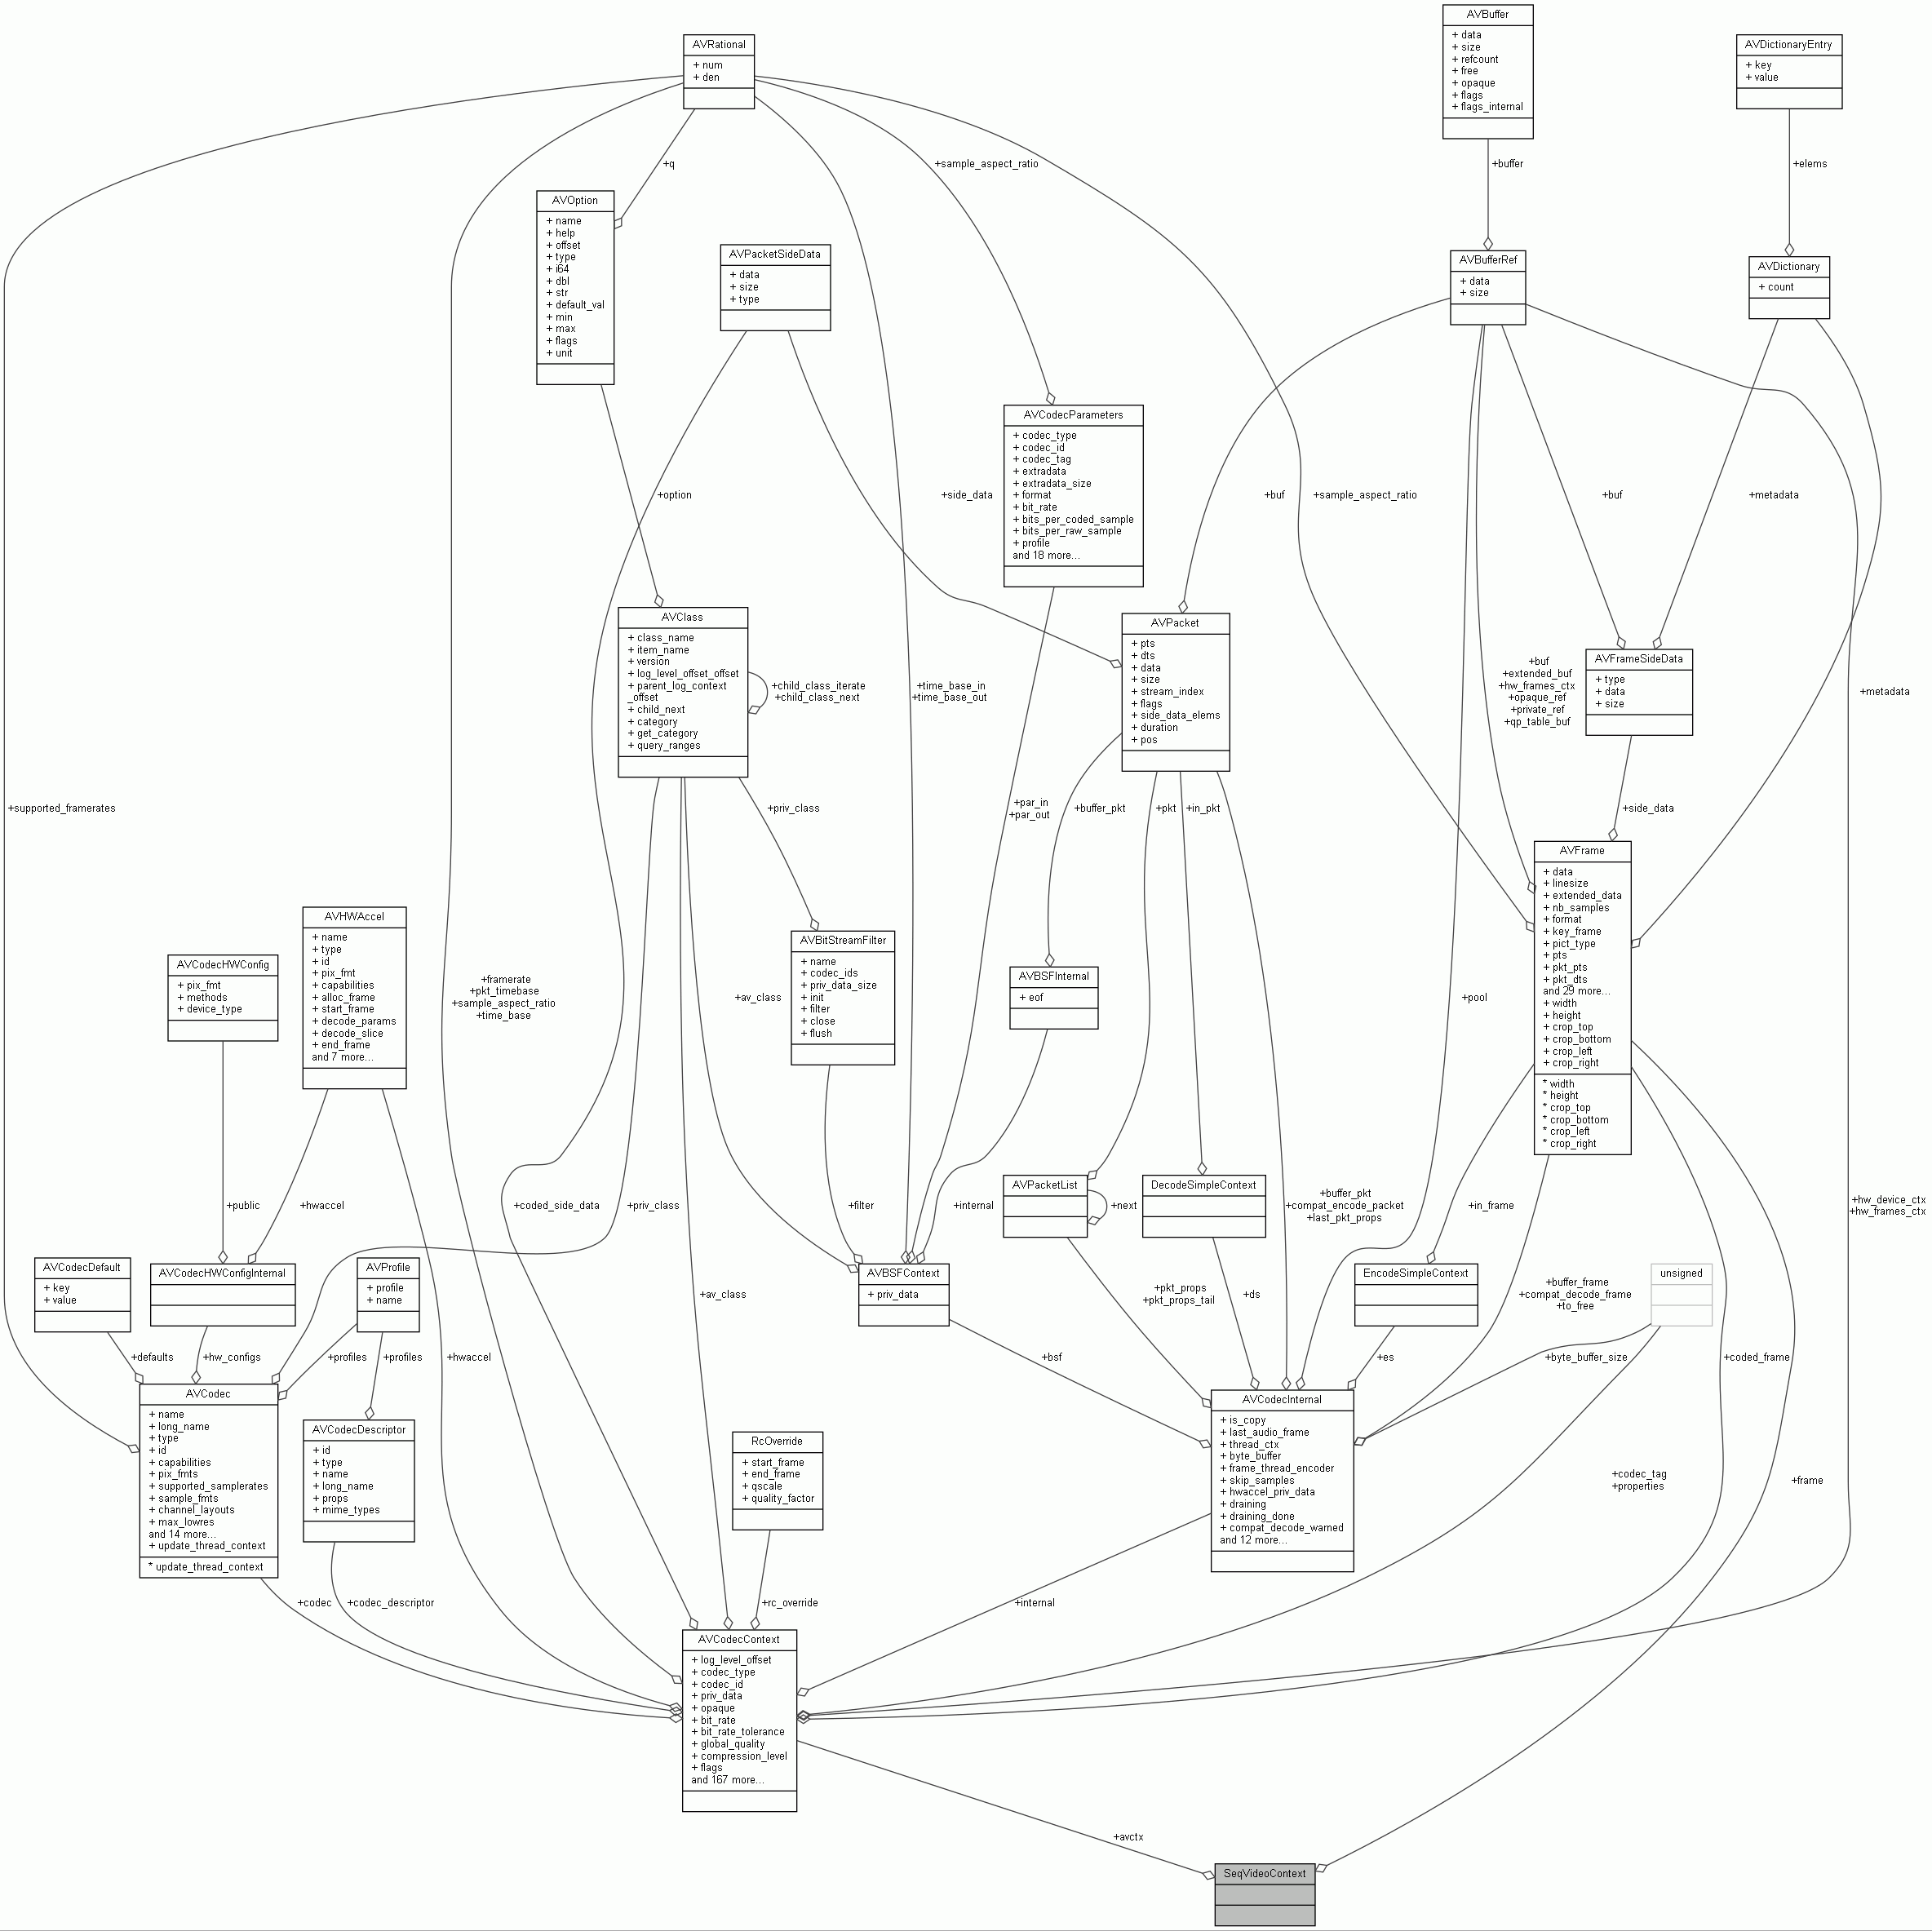 AVBuffer
+ data
+ size
+ refcount
+ free
+ opaque
+ flags
+ flags_internal
AVRational
+ num
+ den
AVDictionaryEntry
+ key
+ value
+q
+sample_aspect_ratio
+buffer
+elems
AVOption
+ name
+ help
+ offset
+ type
+ i64
+ dbl
+ str
+ default_val
+ min
+ max
+ flags
+ unit
AVPacketSideData
+ data
+ size
+ type
AVBufferRef
+ data
+ size
AVDictionary
+ count
AVCodecParameters
+ codec_type
+ codec_id
+ codec_tag
+ extradata
+ extradata_size
+ format
+ bit_rate
+ bits_per_coded_sample
+ bits_per_raw_sample
+ profile
and 18 more...
+option
+side_data
+buf
+sample_aspect_ratio
+buf
+metadata
AVClass
+ class_name
+ item_name
+ version
+ log_level_offset_offset
+ parent_log_context
_offset
+ child_next
+ category
+ get_category
+ query_ranges
+child_class_iterate
+child_class_next
+time_base_in
+time_base_out
AVPacket
+ pts
+ dts
+ data
+ size
+ stream_index
+ flags
+ side_data_elems
+ duration
+ pos
+buf
+extended_buf
+hw_frames_ctx
+opaque_ref
+private_ref
+qp_table_buf
AVFrameSideData
+ type
+ data
+ size
+metadata
+supported_framerates
+priv_class
+par_in
+par_out
+buffer_pkt
+pkt
+in_pkt
+side_data
AVFrame
+ data
+ linesize
+ extended_data
+ nb_samples
+ format
+ key_frame
+ pict_type
+ pts
+ pkt_pts
+ pkt_dts
and 29 more...
+ width
+ height
+ crop_top
+ crop_bottom
+ crop_left
+ crop_right
* width
* height
* crop_top
* crop_bottom
* crop_left
* crop_right
AVHWAccel
+ name
+ type
+ id
+ pix_fmt
+ capabilities
+ alloc_frame
+ start_frame
+ decode_params
+ decode_slice
+ end_frame
and 7 more...
AVCodecHWConfig
+ pix_fmt
+ methods
+ device_type
+framerate
+pkt_timebase
+sample_aspect_ratio
+time_base
+av_class
AVBitStreamFilter
+ name
+ codec_ids
+ priv_data_size
+ init
+ filter
+ close
+ flush
AVBSFInternal
+ eof
+pool
+public
+hwaccel
+coded_side_data
+priv_class
+filter
+internal
AVPacketList
+next
DecodeSimpleContext
+buffer_pkt
+compat_encode_packet
+last_pkt_props
+in_frame
+hw_device_ctx
+hw_frames_ctx
AVCodecDefault
+ key
+ value
AVCodecHWConfigInternal
AVProfile
+ profile
+ name
+av_class
AVBSFContext
+ priv_data
+pkt_props
+pkt_props_tail
+ds
EncodeSimpleContext
+buffer_frame
+compat_decode_frame
+to_free
unsigned
+defaults
+hw_configs
+profiles
+profiles
+hwaccel
+bsf
+es
+byte_buffer_size
+coded_frame
AVCodec
+ name
+ long_name
+ type
+ id
+ capabilities
+ pix_fmts
+ supported_samplerates
+ sample_fmts
+ channel_layouts
+ max_lowres
and 14 more...
+ update_thread_context
* update_thread_context
AVCodecDescriptor
+ id
+ type
+ name
+ long_name
+ props
+ mime_types
RcOverride
+ start_frame
+ end_frame
+ qscale
+ quality_factor
AVCodecInternal
+ is_copy
+ last_audio_frame
+ thread_ctx
+ byte_buffer
+ frame_thread_encoder
+ skip_samples
+ hwaccel_priv_data
+ draining
+ draining_done
+ compat_decode_warned
and 12 more...
+codec_tag
+properties
+frame
+codec
+codec_descriptor
+rc_override
+internal
AVCodecContext
+ log_level_offset
+ codec_type
+ codec_id
+ priv_data
+ opaque
+ bit_rate
+ bit_rate_tolerance
+ global_quality
+ compression_level
+ flags
and 167 more...
+avctx
SeqVideoContext